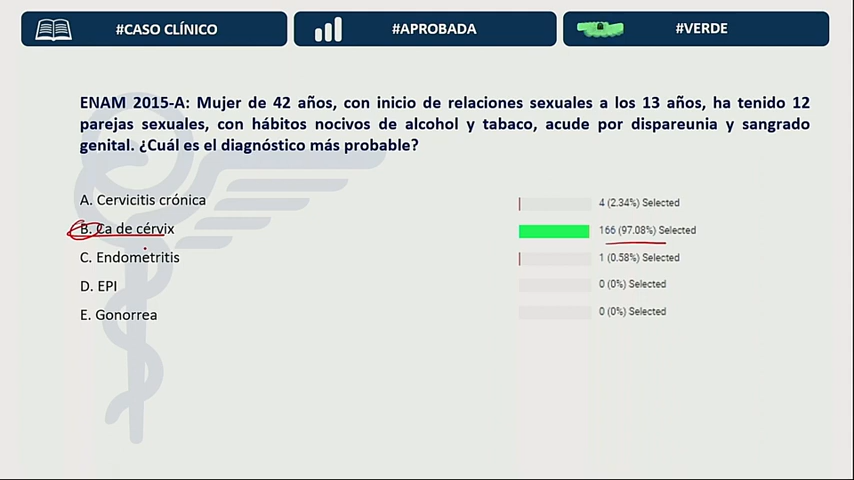 #CASO CLÍNICO
#APROBADA
#VERDE
ENAM 2015-A: Mujer de 42 años, con inicio de relaciones sexuales a los 13 años, ha tenido 12
parejas sexuales, con hábitos nocivos de alcohol y tabaco, acude por dispareunia y sangrado
genital. ¿Cuál es el diagnóstico más probable?
A. Cervicitis crónica
4 (2.34%) Selected
B. Ca de cérvix
166 (97.08%) Selected
C. Endometritis
1 (0.58%) Selected
D. EPI
0 (0%) Selected
E. Gonorrea
0 (0%) Selected